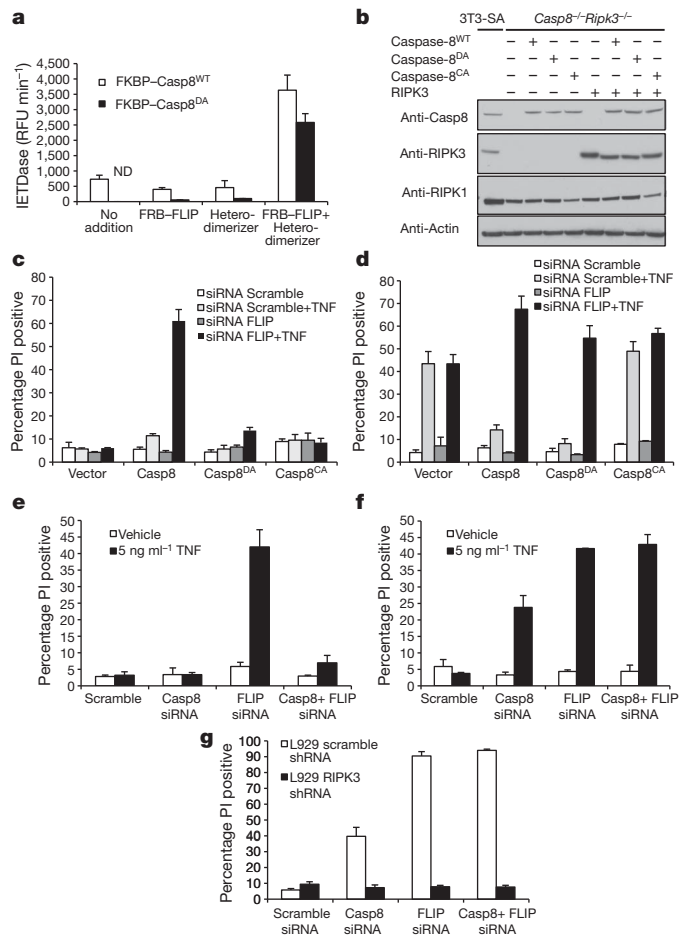 a
IETDase (RFU min⁻¹)
4,500
4,000
3,500
3,000
2,500
2,000
1,500
1,000
500
0
FKBP–Casp8WT
FKBP–Casp8DA
ND
No addition
FRB–FLIP
Hetero-dimerizer
FRB–FLIP+ Hetero-dimerizer
b
3T3-SA
Casp8–/–Ripk3–/–
Caspase-8WT – – + – – – + – –
Caspase-8DA – – – + – – – + –
Caspase-8CA – – – – + – – – +
RIPK3 – – – – – + + + +
Anti-Casp8
Anti-RIPK3
Anti-RIPK1
Anti-Actin
c
Percentage PI positive
80
70
60
50
40
30
20
10
0
siRNA Scramble
siRNA Scramble+TNF
siRNA FLIP
siRNA FLIP+TNF
Vector
Casp8
Casp8DA
Casp8CA
d
Percentage PI positive
80
70
60
50
40
30
20
10
0
siRNA Scramble
siRNA Scramble+TNF
siRNA FLIP
siRNA FLIP+TNF
Vector
Casp8
Casp8DA
Casp8CA
e
Percentage PI positive
50
45
40
35
30
25
20
15
10
5
0
Vehicle
5 ng ml⁻¹ TNF
Scramble
Casp8 siRNA
FLIP siRNA
Casp8+ FLIP siRNA
f
Percentage PI positive
50
45
40
35
30
25
20
15
10
5
0
Vehicle
5 ng ml⁻¹ TNF
Scramble
Casp8 siRNA
FLIP siRNA
Casp8+ FLIP siRNA
g
Percentage PI positive
100
90
80
70
60
50
40
30
20
10
0
L929 scramble shRNA
L929 RIPK3 shRNA
Scramble siRNA
Casp8 siRNA
FLIP siRNA
Casp8+ FLIP siRNA